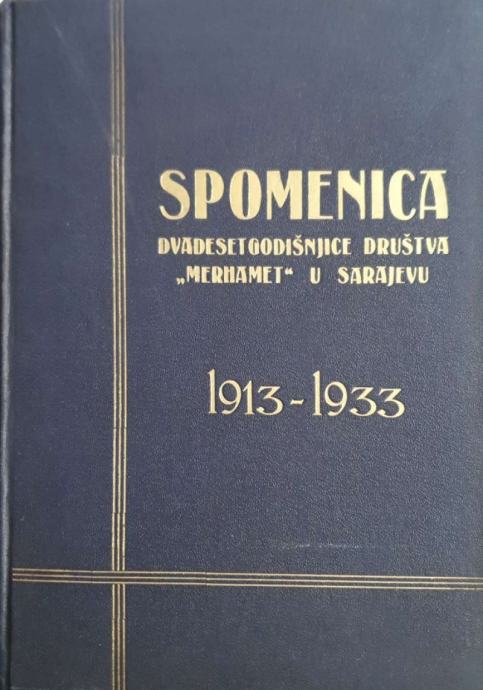 SPOMENICA
DVADESETGODIŠNJICE DRUŠTVA
„MERHAMET“ U SARAJEVU
1913-1933